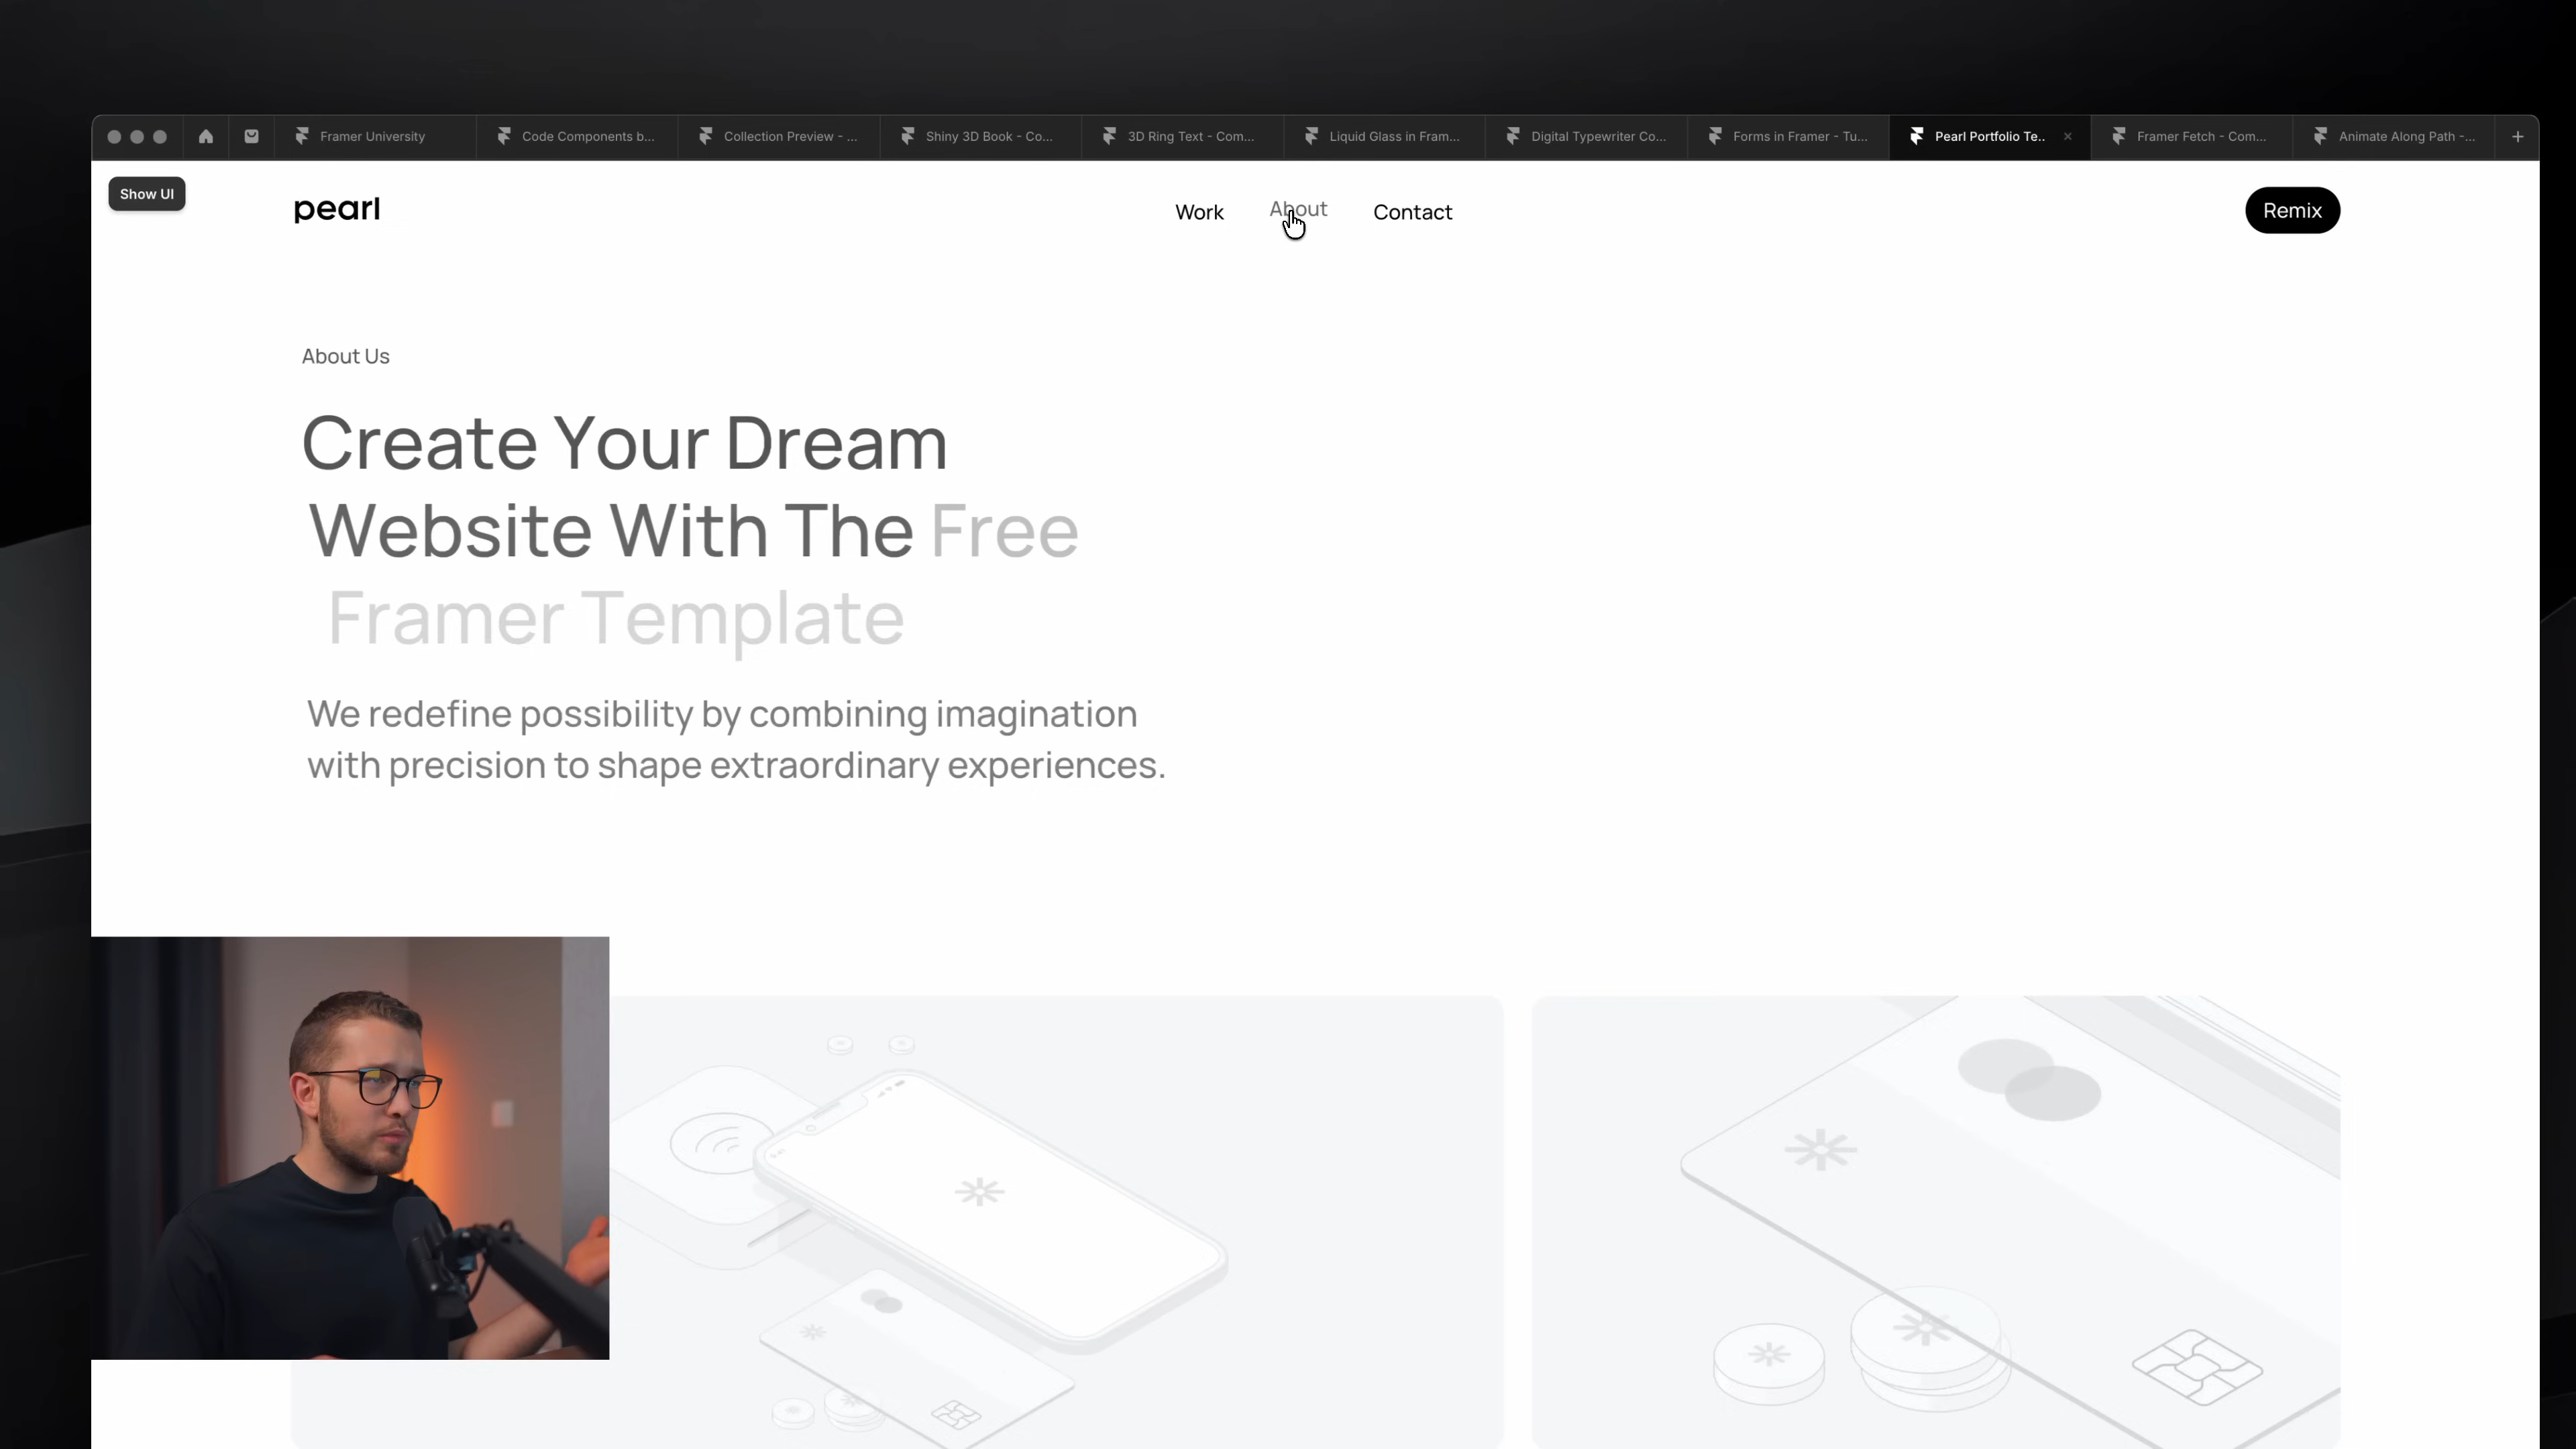 Framer University
Code Components b...
Collection Preview - ...
Shiny 3D Book - Co...
3D Ring Text - Com...
Liquid Glass in Fram...
Digital Typewriter Co...
Forms in Framer - Tu...
Pearl Portfolio Te..
Framer Fetch - Com...
Animate Along Path -...
Show UI
pearl
Work
About
Contact
Remix
About Us
Create Your Dream
Website With The Free
Framer Template
We redefine possibility by combining imagination
with precision to shape extraordinary experiences.